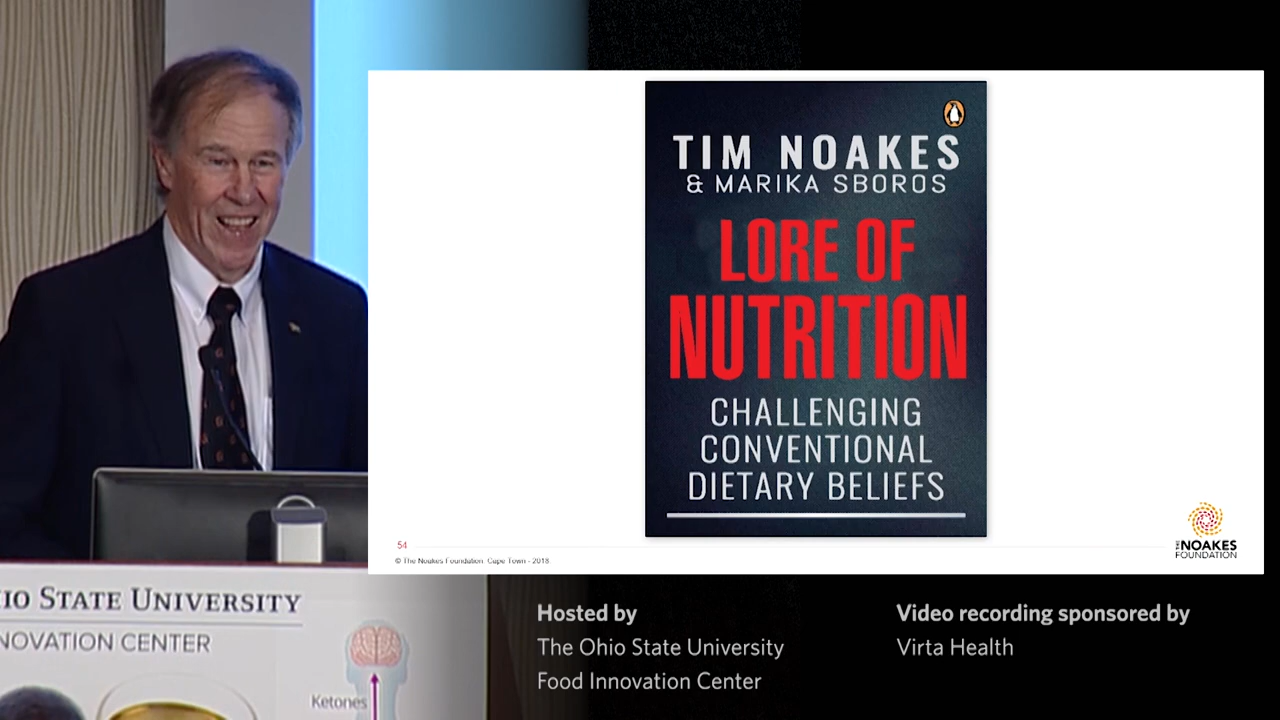 TIM NOAKES
& MARIKA SBOROS
LORE OF
NUTRITION
CHALLENGING
CONVENTIONAL
DIETARY BELIEFS
54
© The Noakes Foundation, Cape Town - 2018
THE NOAKES
FOUNDATION
IO STATE UNIVERSITY
NOVATION CENTER
Ketones
Hosted by
The Ohio State University
Food Innovation Center
Video recording sponsored by
Virta Health